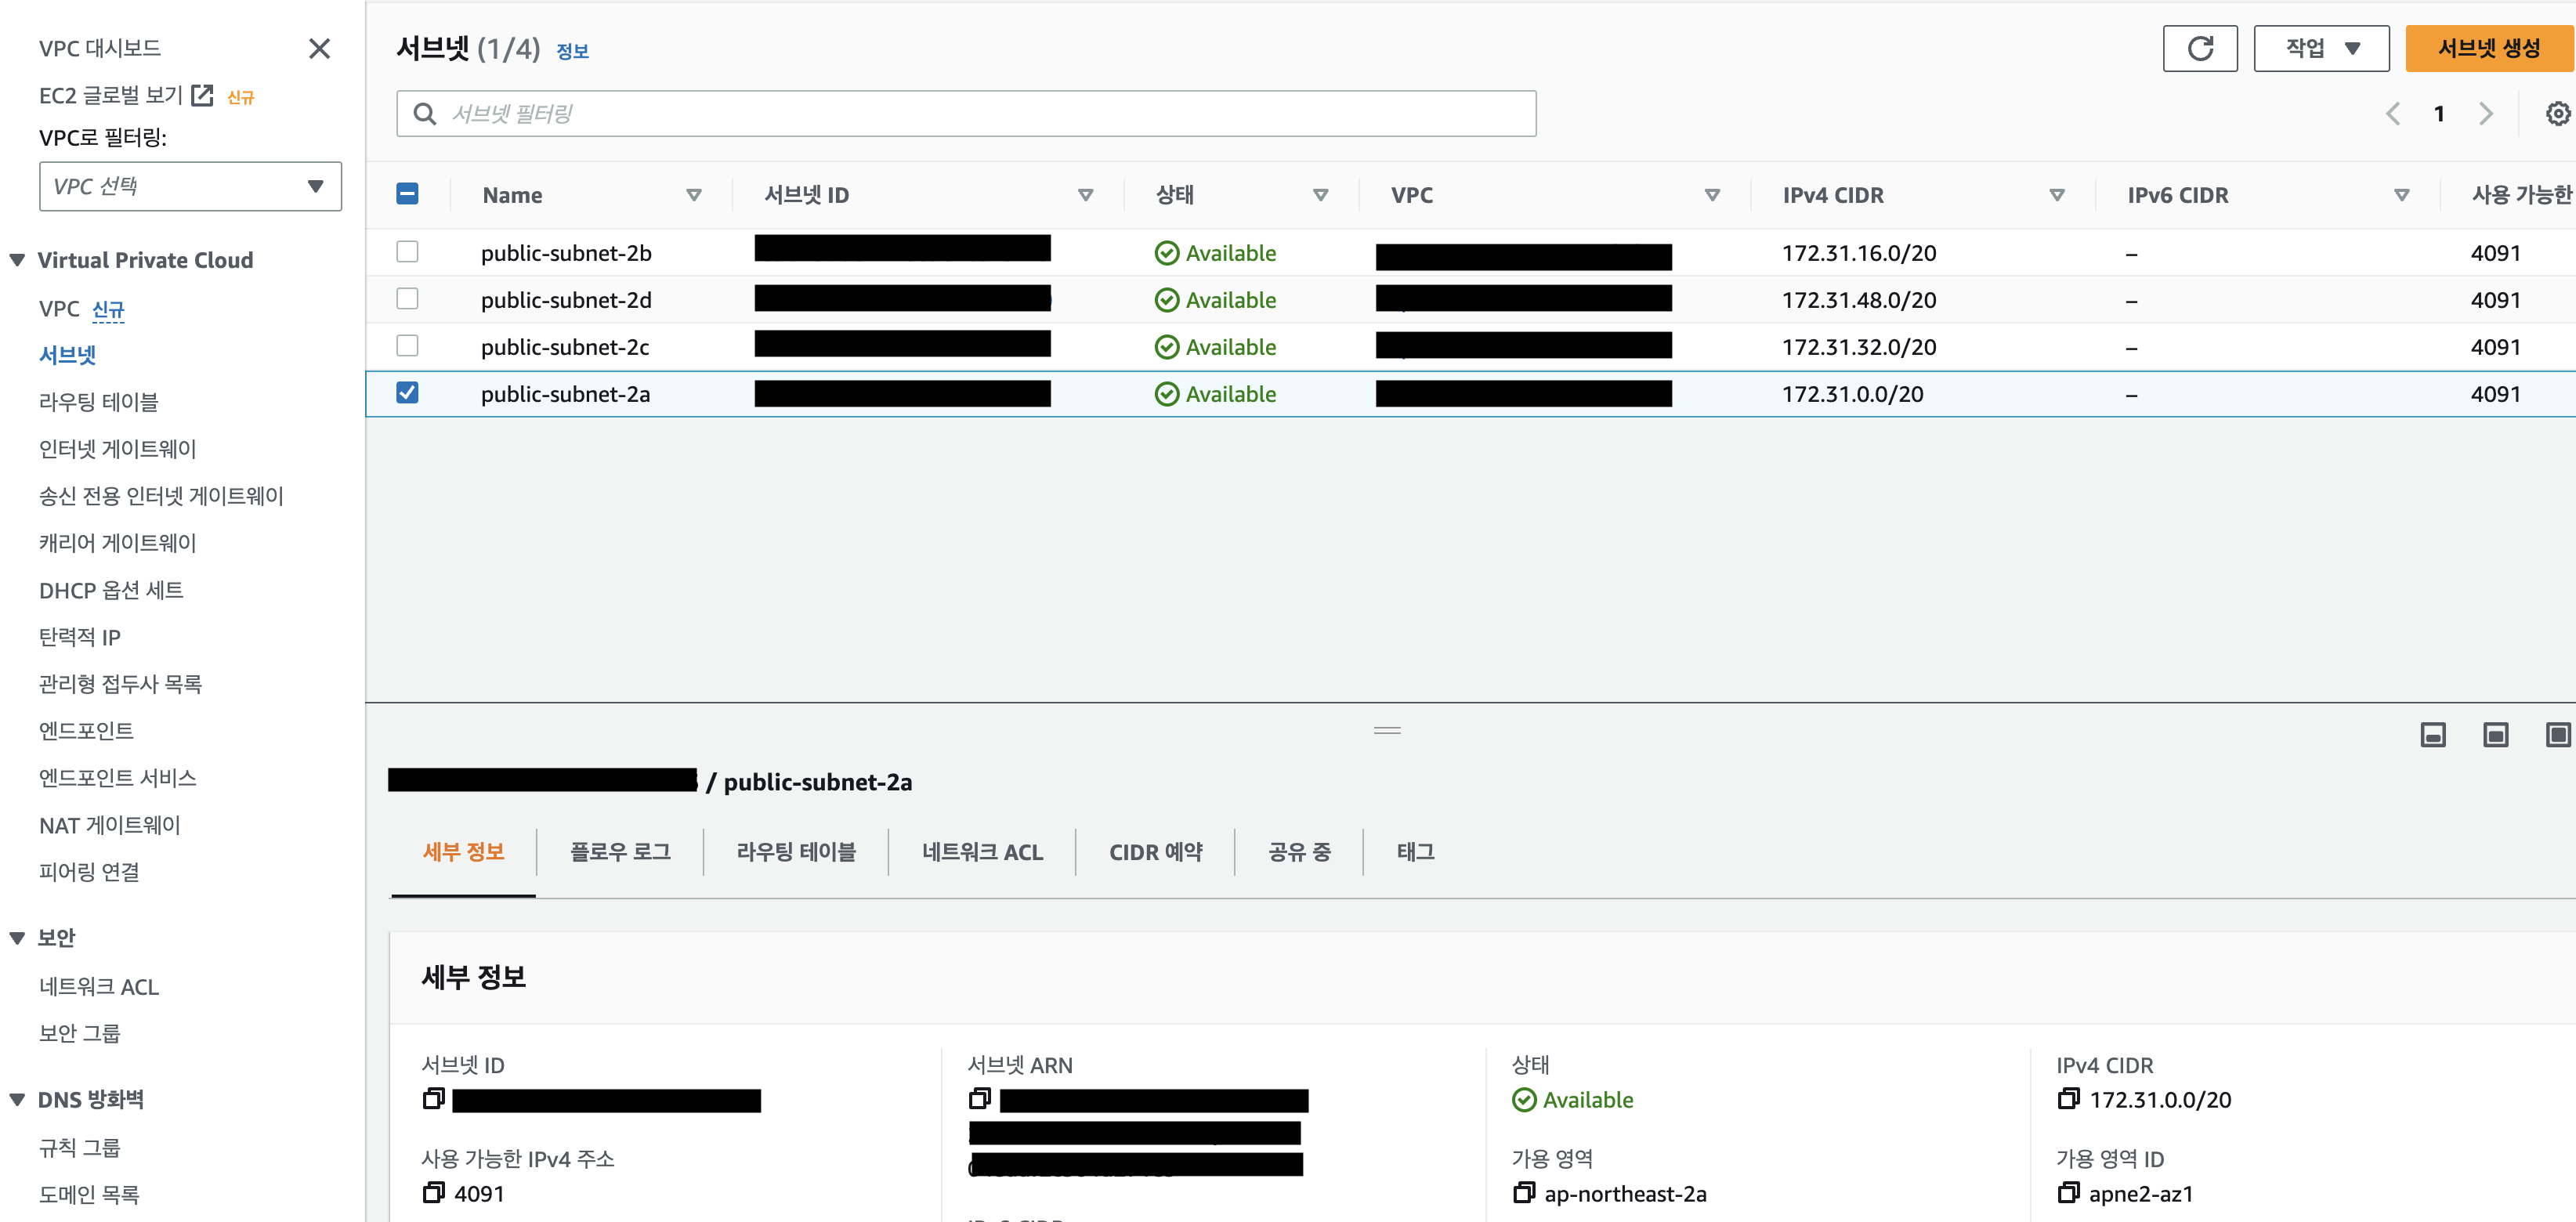 VPC 대시보드
EC2 글로벌 보기 신규
VPC로 필터링:
VPC 선택
Virtual Private Cloud
VPC 신규
서브넷
라우팅 테이블
인터넷 게이트웨이
송신 전용 인터넷 게이트웨이
캐리어 게이트웨이
DHCP 옵션 세트
탄력적 IP
관리형 접두사 목록
엔드포인트
엔드포인트 서비스
NAT 게이트웨이
피어링 연결
보안
네트워크 ACL
보안 그룹
DNS 방화벽
규칙 그룹
도메인 목록
서브넷 (1/4) 정보
작업
서브넷 생성
서브넷 필터링
1
Name 서브넷 ID 상태 VPC IPv4 CIDR IPv6 CIDR 사용 가능한
public-subnet-2b Available 172.31.16.0/20 – 4091
public-subnet-2d Available 172.31.48.0/20 – 4091
public-subnet-2c Available 172.31.32.0/20 – 4091
public-subnet-2a Available 172.31.0.0/20 – 4091
/ public-subnet-2a
세부 정보 플로우 로그 라우팅 테이블 네트워크 ACL CIDR 예약 공유 중 태그
세부 정보
서브넷 ID 서브넷 ARN 상태 IPv4 CIDR
Available 172.31.0.0/20
사용 가능한 IPv4 주소 가용 영역 가용 영역 ID
4091 ap-northeast-2a apne2-az1